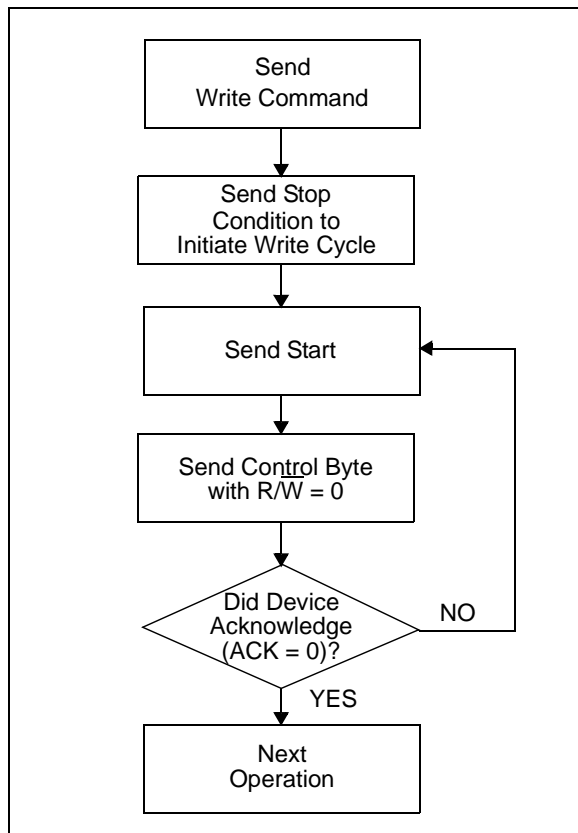 Send
Write Command
Send Stop
Condition to
Initiate Write Cycle
Send Start
Send Control Byte
with R/W̅ = 0
Did Device
Acknowledge
(ACK = 0)?
NO
YES
Next
Operation